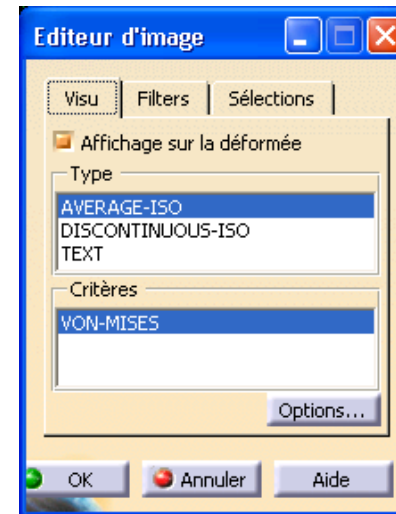 Editeur d'image
Visu Filters Sélections
Affichage sur la déformée
Type
AVERAGE-ISO
DISCONTINUOUS-ISO
TEXT
Critères
VON-MISES
Options...
OK Annuler Aide